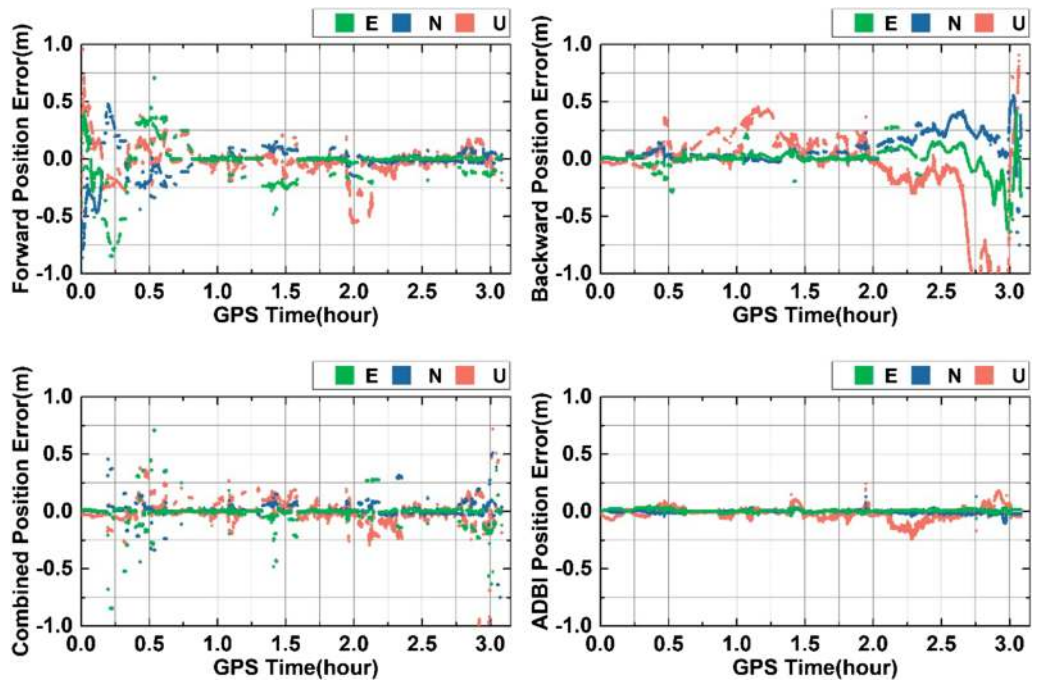 E N U
Forward Position Error(m)
1.0
0.5
0.0
-0.5
-1.0
0.0 0.5 1.0 1.5 2.0 2.5 3.0
GPS Time(hour)
E N U
Backward Position Error(m)
1.0
0.5
0.0
-0.5
-1.0
0.0 0.5 1.0 1.5 2.0 2.5 3.0
GPS Time(hour)
E N U
Combined Position Error(m)
1.0
0.5
0.0
-0.5
-1.0
0.0 0.5 1.0 1.5 2.0 2.5 3.0
GPS Time(hour)
E N U
ADBI Position Error(m)
1.0
0.5
0.0
-0.5
-1.0
0.0 0.5 1.0 1.5 2.0 2.5 3.0
GPS Time(hour)